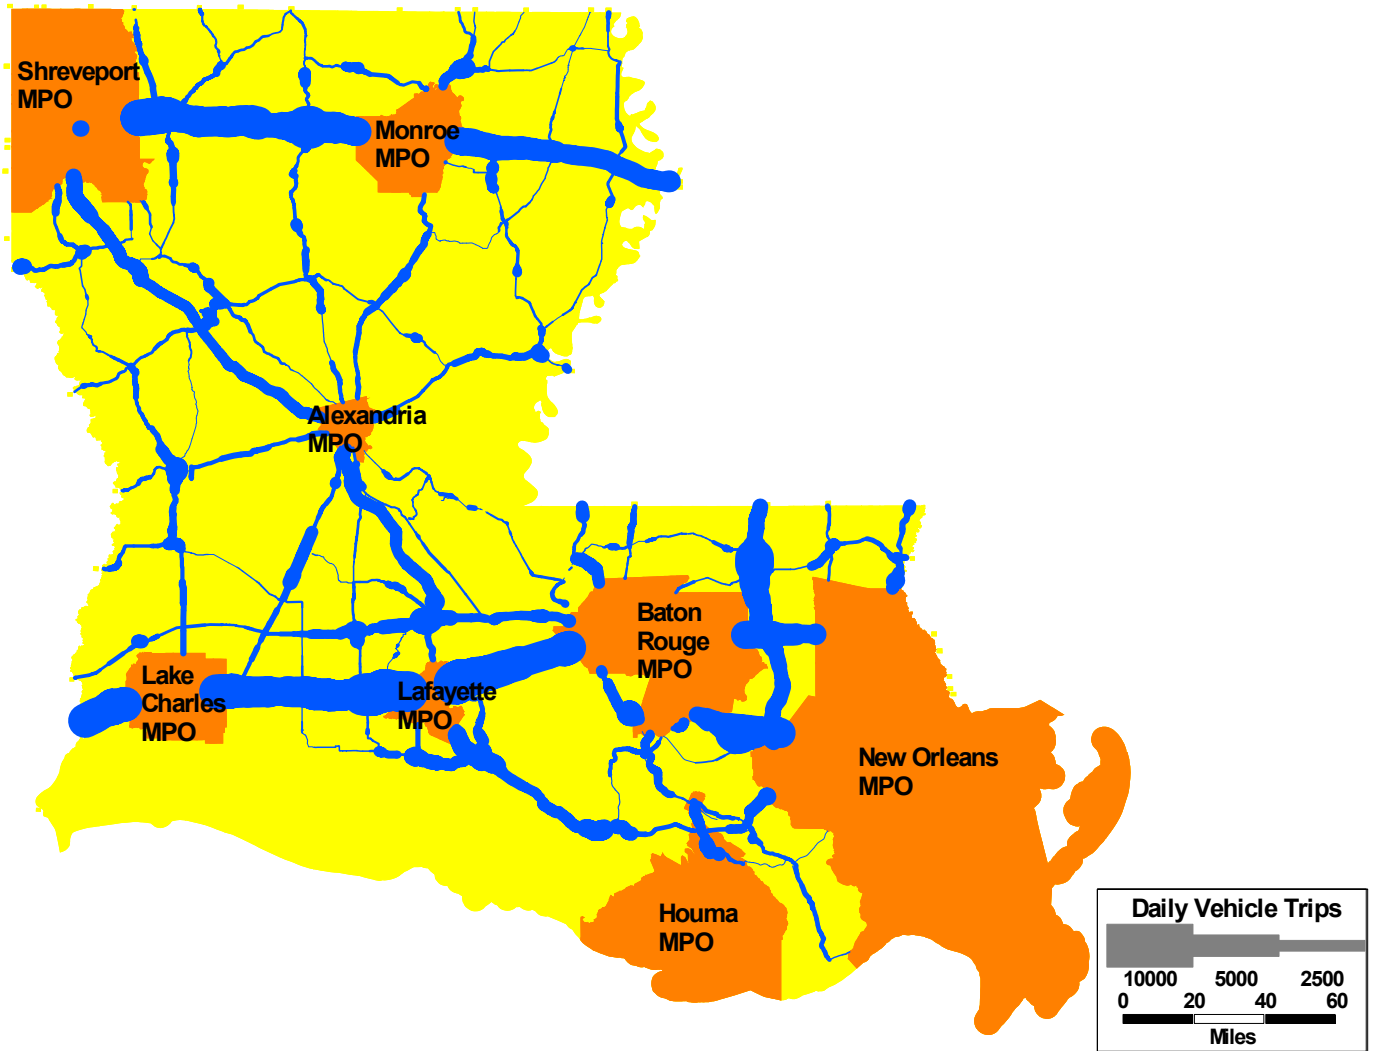 Shreveport
MPO
Monroe
MPO
Alexandria
MPO
Baton
Rouge
MPO
Lake
Charles
MPO
Lafayette
MPO
New Orleans
MPO
Houma
MPO
Daily Vehicle Trips
10000 5000 2500
0 20 40 60
Miles